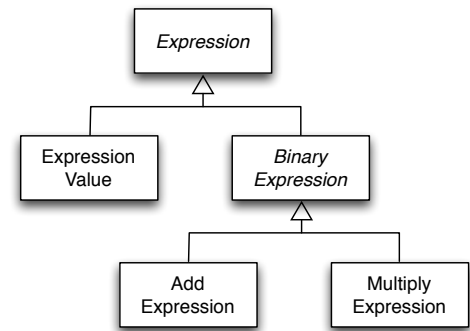 Expression
Expression
Value
Binary
Expression
Add
Expression
Multiply
Expression